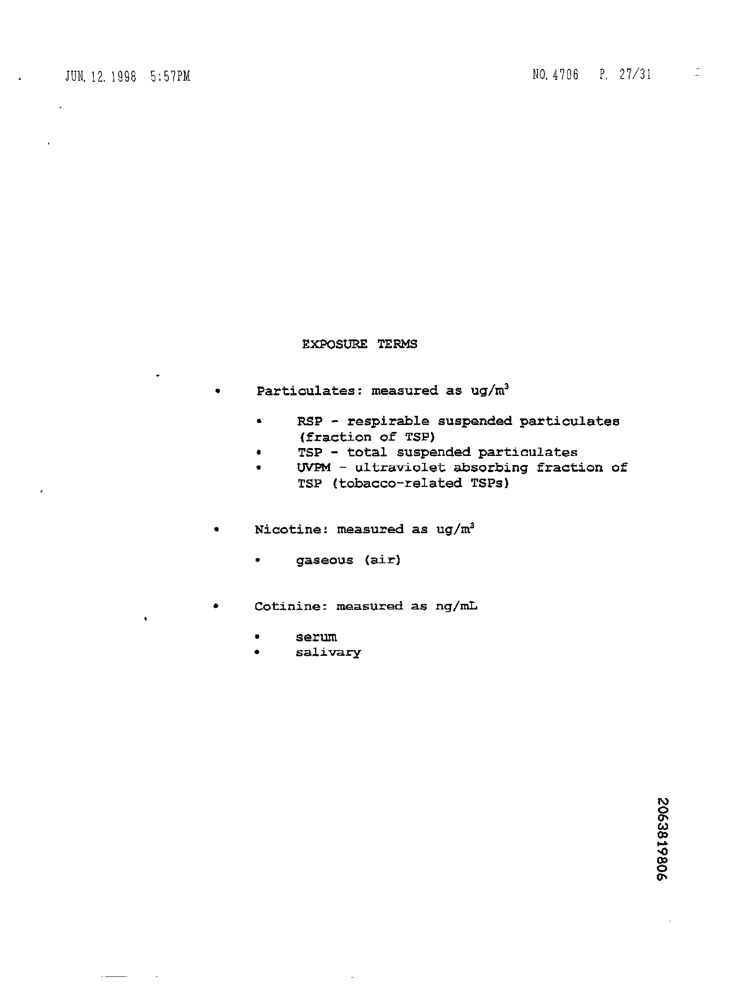 JUN. 12. 1998 5:57PM NO. 4706 P. 27/31
EXPOSURE TERMS
• Particulates: measured as ug/m³
• RSP - respirable suspended particulates
(fraction of TSP)
• TSP - total suspended particulates
• UVPM - ultraviolet absorbing fraction of
TSP (tobacco-related TSPs)
• Nicotine: measured as ug/m³
• gaseous (air)
• Cotinine: measured as ng/mL
• serum
• salivary
2063819806